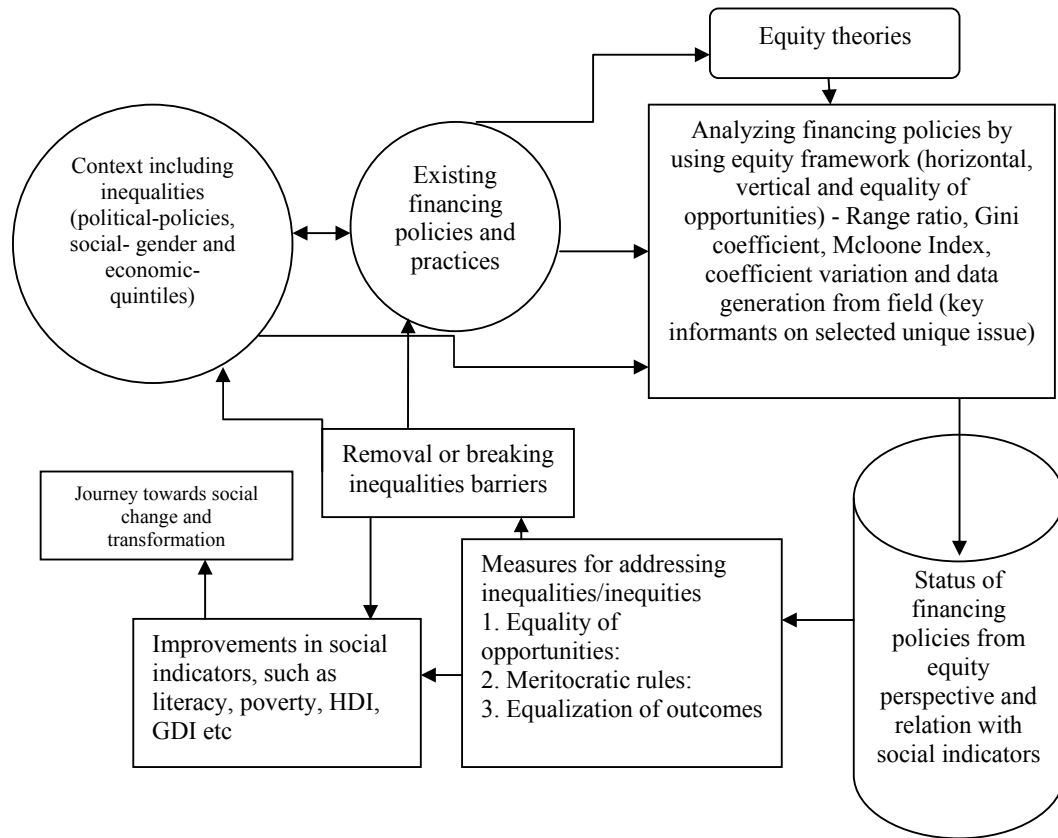 Equity theories
Context including
inequalities
(political-policies,
social- gender and
economic-
quintiles)
Existing
financing
policies and
practices
Analyzing financing policies by
using equity framework (horizontal,
vertical and equality of
opportunities) - Range ratio, Gini
coefficient, Mcloone Index,
coefficient variation and data
generation from field (key
informants on selected unique issue)
Removal or breaking
inequalities barriers
Journey towards social
change and
transformation
Measures for addressing
inequalities/inequities
1. Equality of
opportunities:
2. Meritocratic rules:
3. Equalization of outcomes
Improvements in social
indicators, such as
literacy, poverty, HDI,
GDI etc
Status of
financing
policies from
equity
perspective and
relation with
social indicators